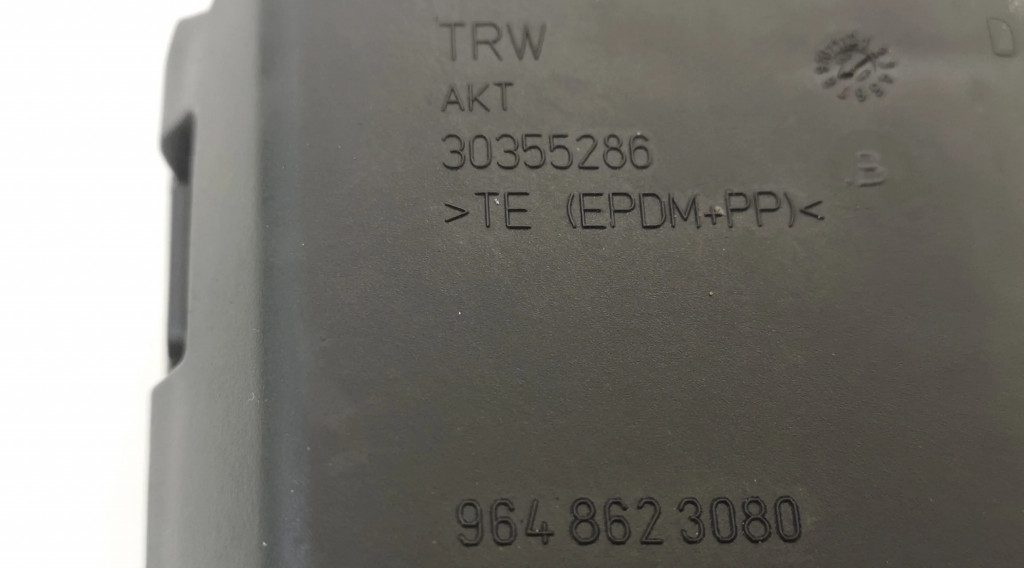 TRW
AKT
30355286
>TE (EPDM+PP)<
964 862 3080
B
D